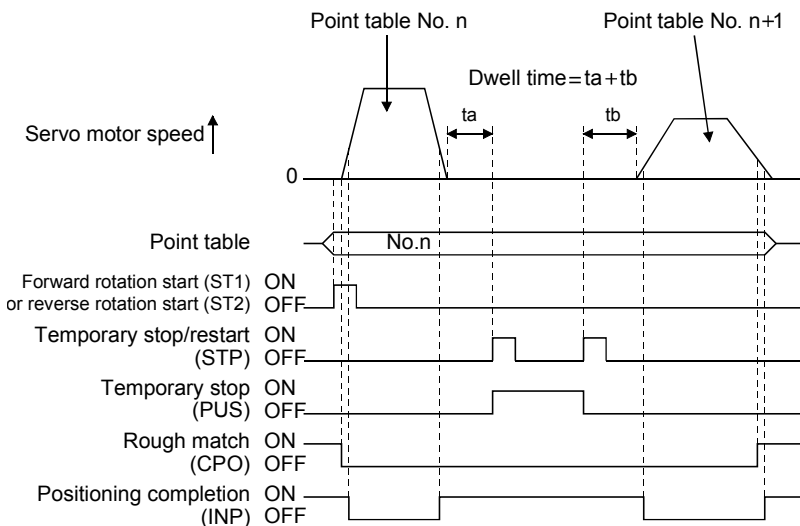 Point table No. n
Point table No. n+1
Dwell time=ta+tb
ta
tb
Servo motor speed
0
Point table
No.n
Forward rotation start (ST1)
or reverse rotation start (ST2)
ON
OFF
Temporary stop/restart
(STP)
ON
OFF
Temporary stop
(PUS)
ON
OFF
Rough match
(CPO)
ON
OFF
Positioning completion
(INP)
ON
OFF